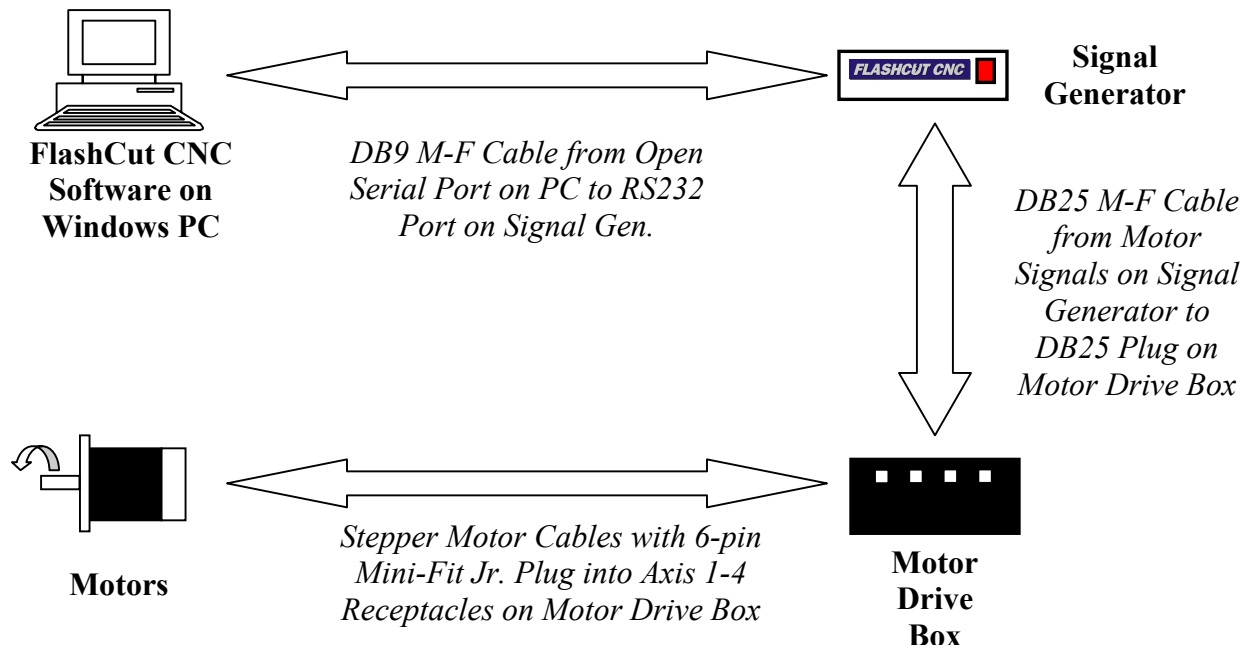 FLASHCUT CNC
Signal
Generator
FlashCut CNC
Software on
Windows PC
DB9 M-F Cable from Open
Serial Port on PC to RS232
Port on Signal Gen.
DB25 M-F Cable
from Motor
Signals on Signal
Generator to
DB25 Plug on
Motor Drive Box
Motors
Stepper Motor Cables with 6-pin
Mini-Fit Jr. Plug into Axis 1-4
Receptacles on Motor Drive Box
Motor
Drive
Box